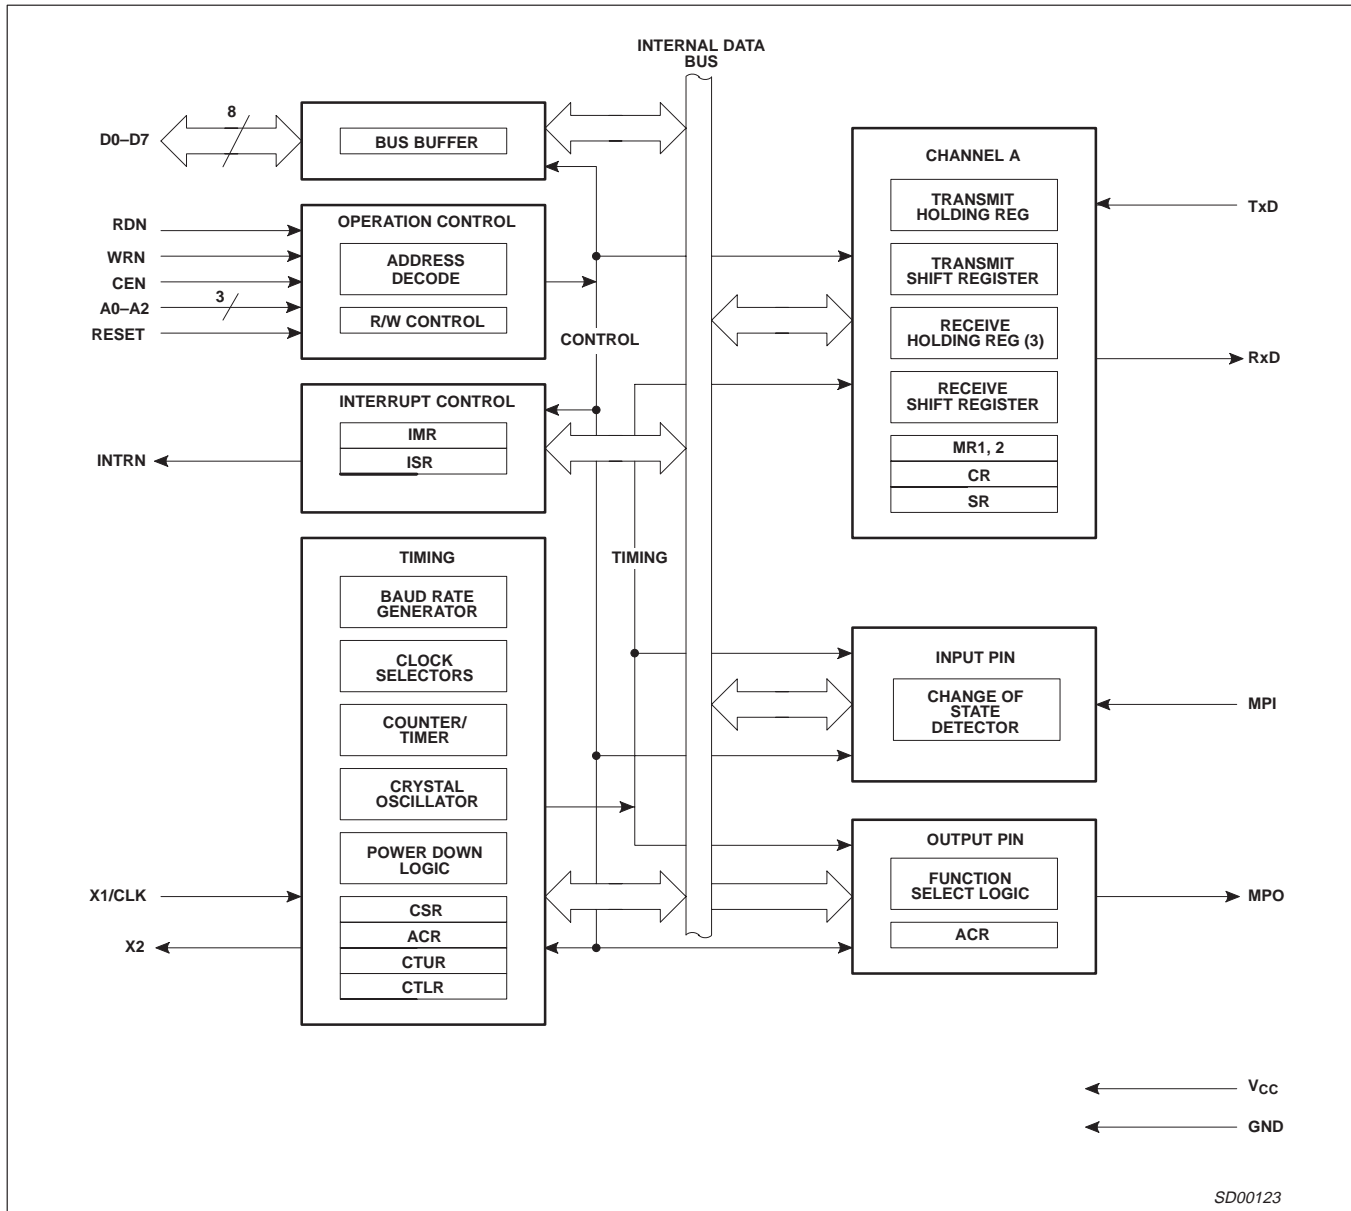 INTERNAL DATA
BUS
D0–D7
8
BUS BUFFER
RDN
WRN
CEN
A0–A2
3
RESET
OPERATION CONTROL
ADDRESS
DECODE
R/W CONTROL
CONTROL
INTRN
INTERRUPT CONTROL
IMR
ISR
TIMING
BAUD RATE
GENERATOR
CLOCK
SELECTORS
COUNTER/
TIMER
CRYSTAL
OSCILLATOR
POWER DOWN
LOGIC
CSR
ACR
CTUR
CTLR
X1/CLK
X2
TIMING
CHANNEL A
TRANSMIT
HOLDING REG
TRANSMIT
SHIFT REGISTER
RECEIVE
HOLDING REG (3)
RECEIVE
SHIFT REGISTER
MR1, 2
CR
SR
TxD
RxD
INPUT PIN
CHANGE OF
STATE
DETECTOR
MPI
OUTPUT PIN
FUNCTION
SELECT LOGIC
ACR
MPO
VCC
GND
SD00123